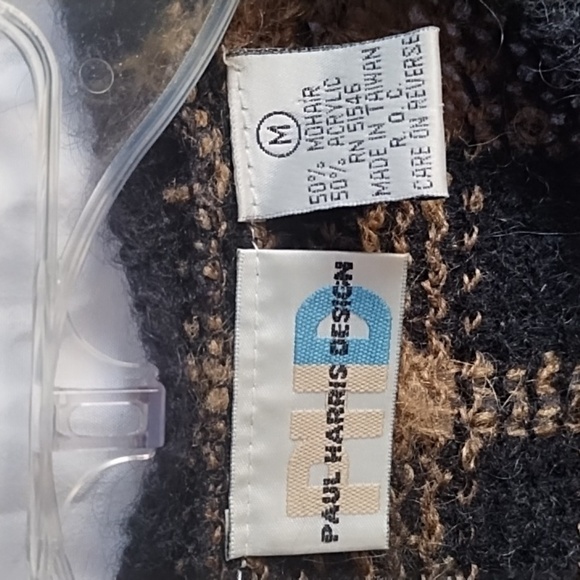 M
50% MOHAIR
50% ACRYLIC
RN 51546
MADE IN TAIWAN
R. O. C.
CARE ON REVERSE
PHD
PAUL HARRIS DESIGN
M